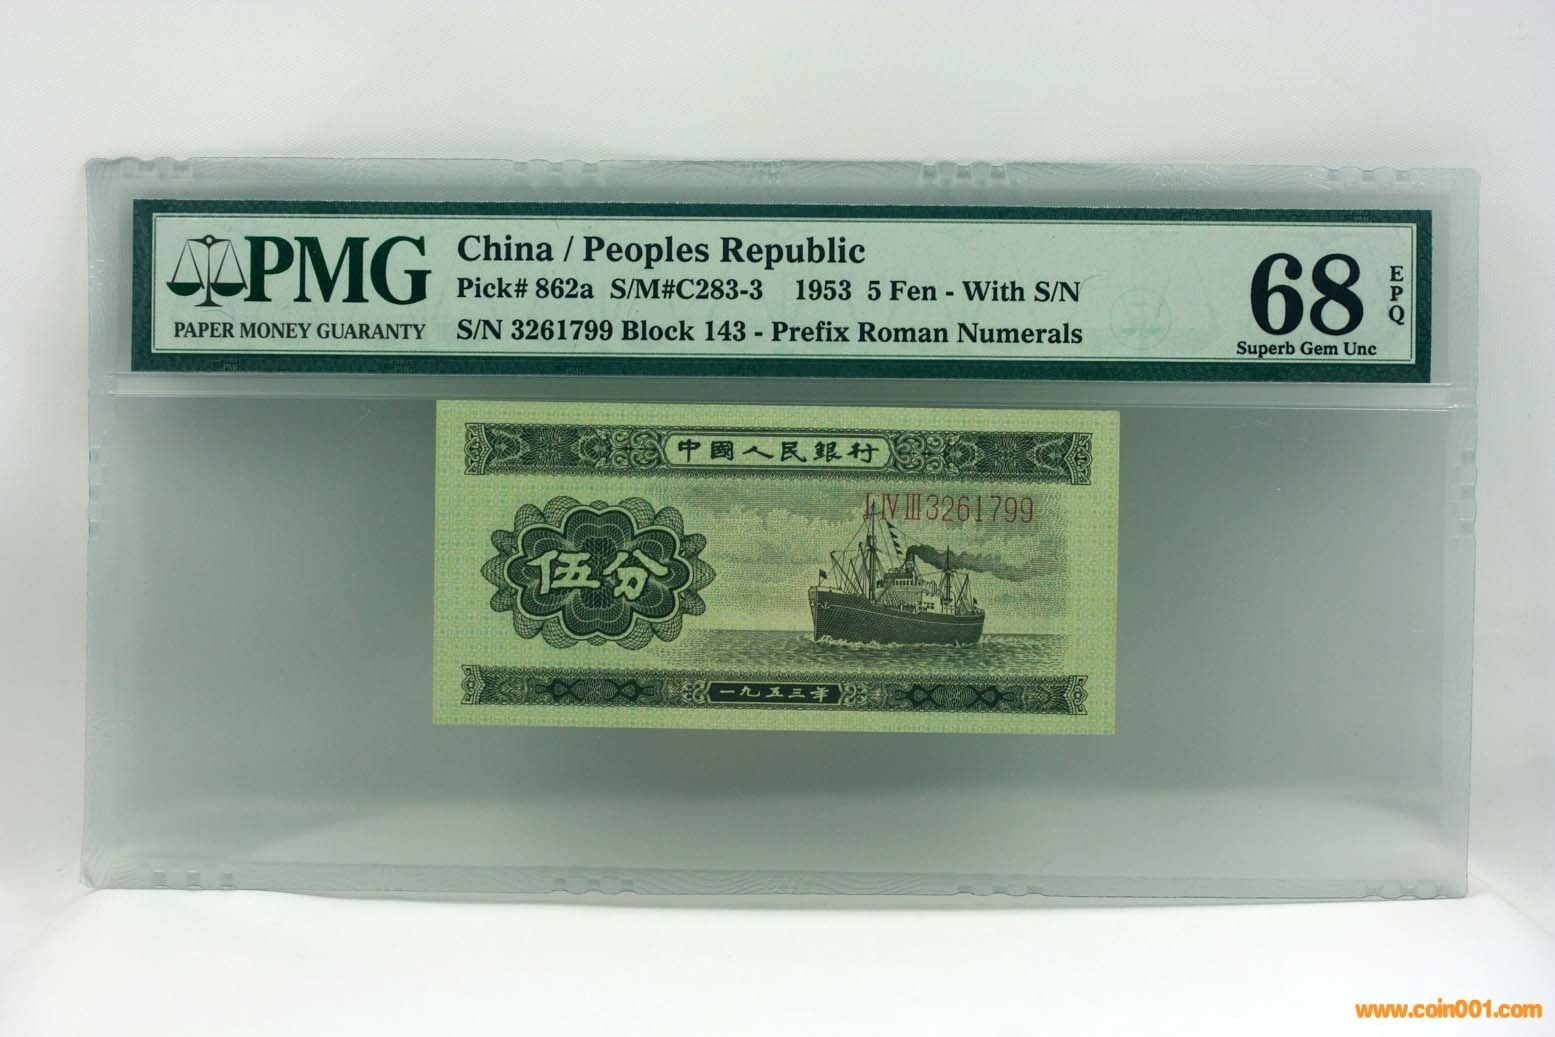 PMG
PAPER MONEY GUARANTY
China / Peoples Republic
Pick# 862a S/M#C283-3 1953 5 Fen - With S/N
S/N 3261799 Block 143 - Prefix Roman Numerals
68
EPQ
Superb Gem Unc
中國人民銀行
I IV III 3261799
伍分
一九五三年
www.coin001.com